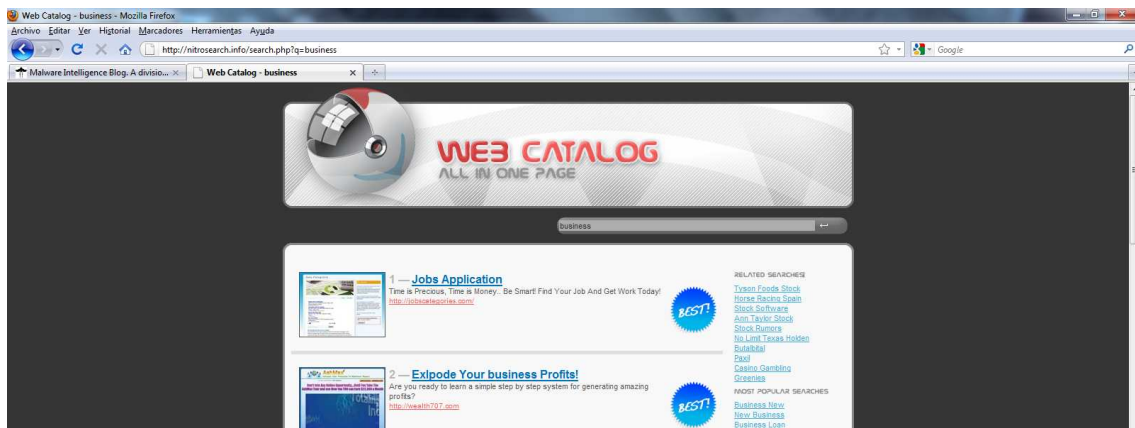 Web Catalog - business - Mozilla Firefox
Archivo Editar Ver Historial Marcadores Herramientas Ayuda
http://nitrosearch.info/search.php?q=business
Google
Malware Intelligence Blog. A divisio...
Web Catalog - business
WEB CATALOG
ALL IN ONE PAGE
business
1 — Jobs Application
Time is Precious, Time is Money.. Be Smart! Find Your Job And Get Work Today!
http://jobscategories.com/
BEST!
2 — Exlpode Your business Profits!
Are you ready to learn a simple step by step system for generating amazing
profits?
http://wealth707.com
BEST!
RELATED SEARCHES
Tyson Foods Stock
Horse Racing Spain
Stock Software
Ann Taylor Stock
Stock Rumors
No Limit Texas Holden
Butalbital
Paxil
Casino Gambling
Greenies
MOST POPULAR SEARCHES
Business New
New Business
Business Loan